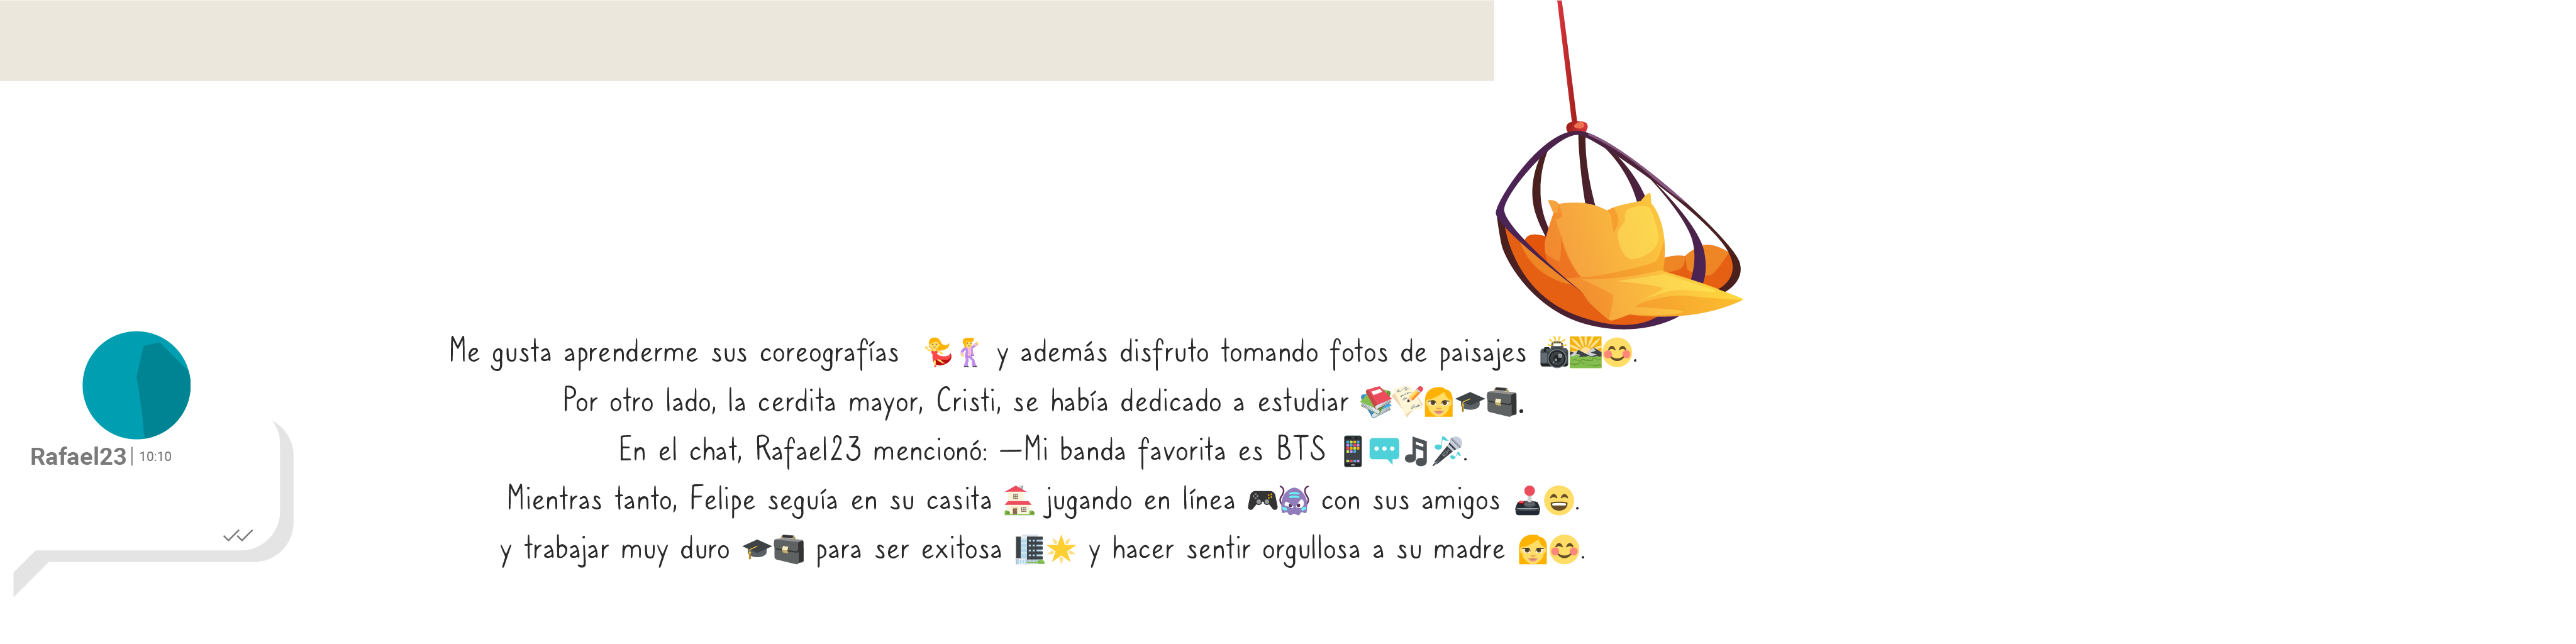 Me gusta aprenderme sus coreografías 💃🕺 y además disfruto tomando fotos de paisajes 📸🌄😊.
Por otro lado, la cerdita mayor, Cristi, se había dedicado a estudiar 📚📝👩🎓💼.
En el chat, Rafael23 mencionó: —Mi banda favorita es BTS 📱💬🎵🎤.
Mientras tanto, Felipe seguía en su casita 🏠 jugando en línea 🎮👾 con sus amigos 🕹️😄.
y trabajar muy duro 🎓💼 para ser exitosa 🏢🌟 y hacer sentir orgullosa a su madre 👩😊.
Rafael23 | 10:10